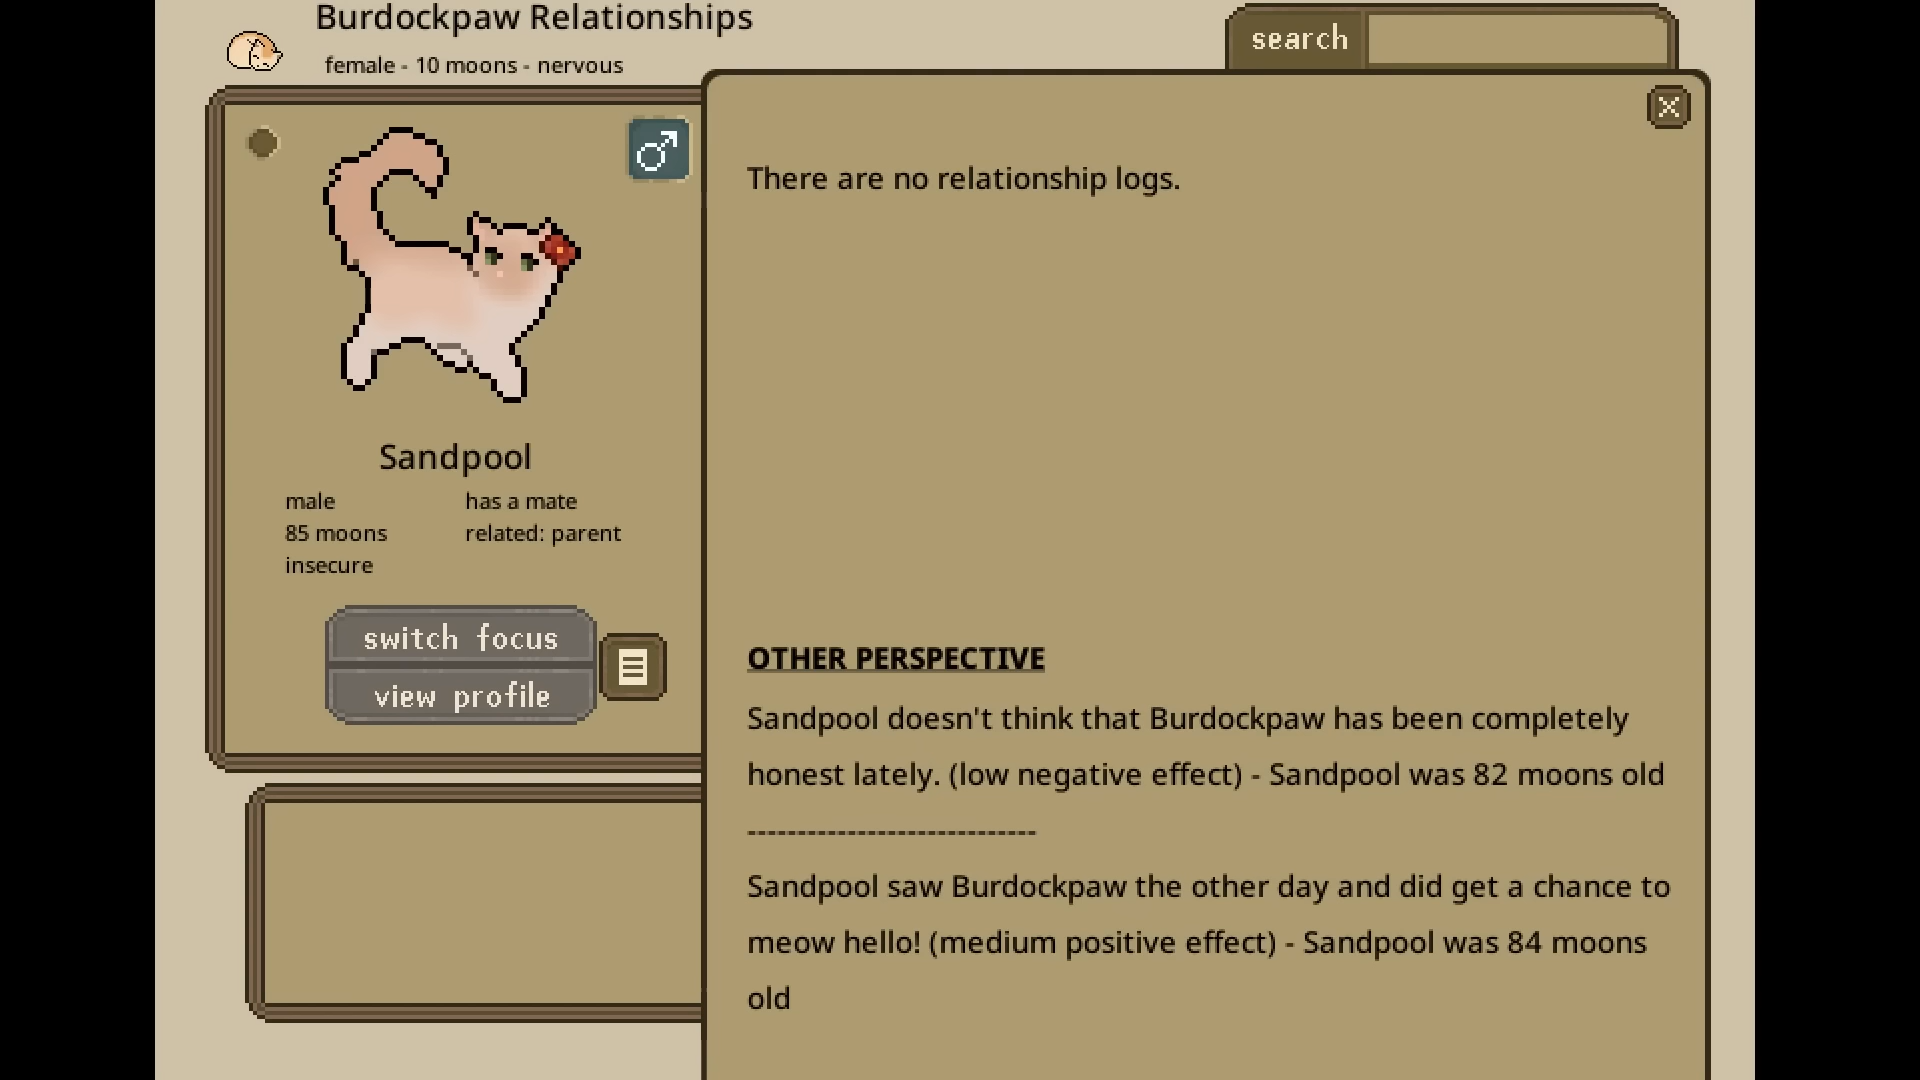 Burdockpaw Relationships
female - 10 moons - nervous
search
There are no relationship logs.
Sandpool
male
has a mate
85 moons
related: parent
insecure
switch focus
view profile
OTHER PERSPECTIVE
Sandpool doesn't think that Burdockpaw has been completely
honest lately. (low negative effect) - Sandpool was 82 moons old
-----------------------------
Sandpool saw Burdockpaw the other day and did get a chance to
meow hello! (medium positive effect) - Sandpool was 84 moons
old